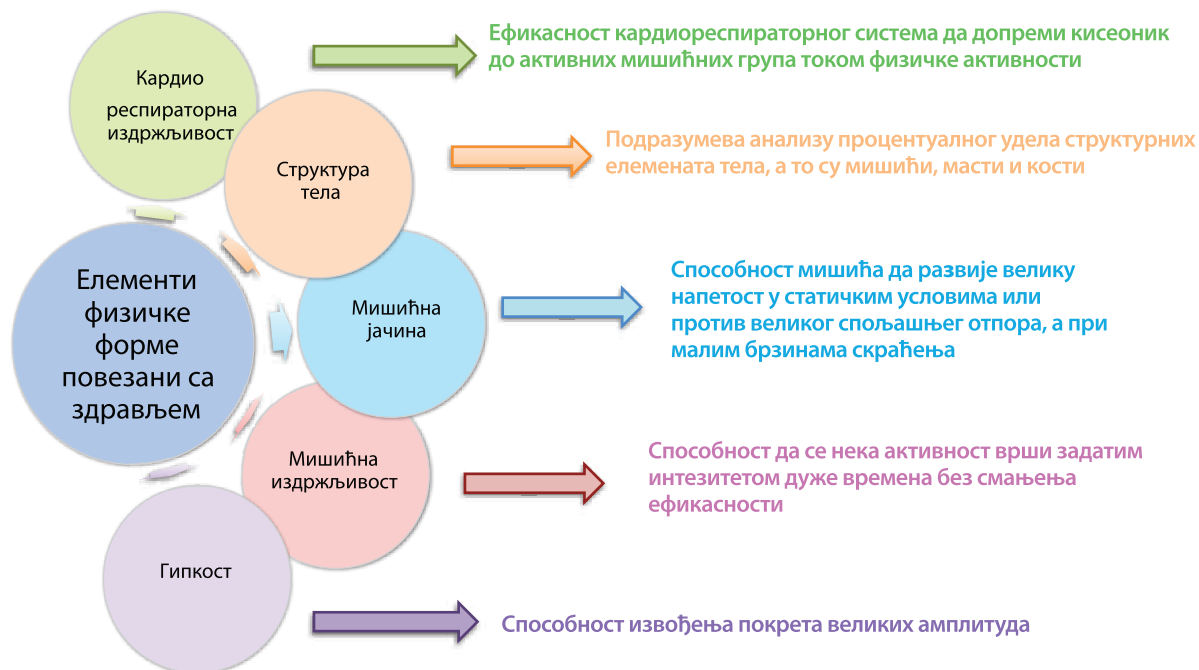 Кардио
респираторна
издржљивост
Ефикасност кардиореспираторног система да допреми кисеоник
до активних мишићних група током физичке активности
Структура
тела
Подразумева анализу процентуалног удела структурних
елемената тела, а то су мишићи, масти и кости
Елементи
физичке
форме
повезани са
здрављем
Мишићна
јачина
Способност мишића да развије велику
напетост у статичким условима или
против великог спољашњег отпора, а при
малим брзинама скраћења
Мишићна
издржљивост
Способност да се нека активност врши задатим
интезитетом дуже времена без смањења
ефикасности
Гипкост
Способност извођења покрета великих амплитуда